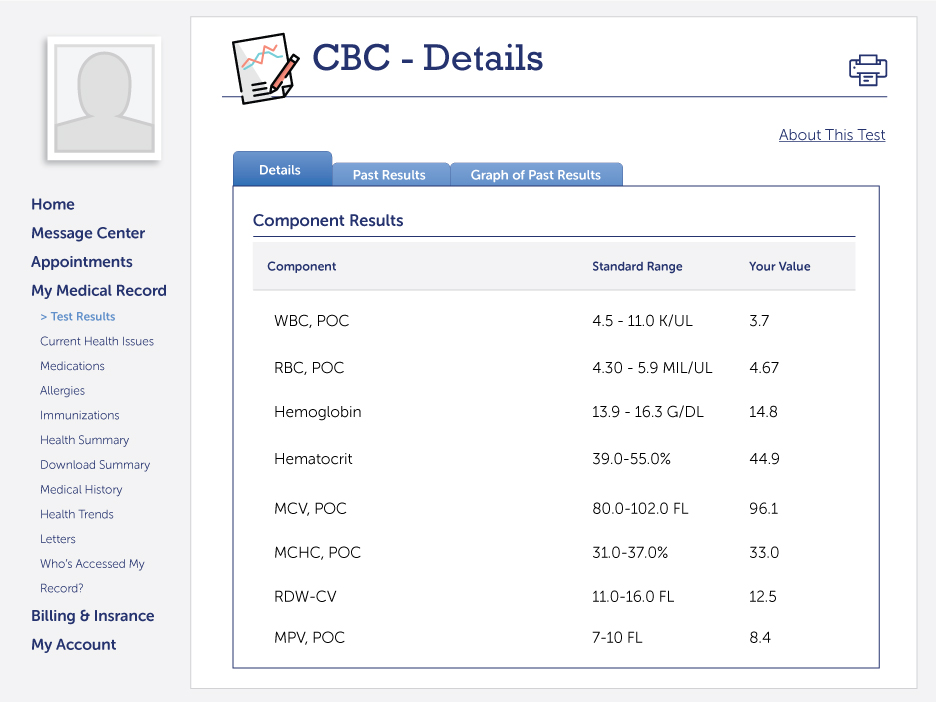 CBC - Details
About This Test
Home
Message Center
Appointments
My Medical Record
> Test Results
Current Health Issues
Medications
Allergies
Immunizations
Health Summary
Download Summary
Medical History
Health Trends
Letters
Who's Accessed My
Record?
Billing & Insrance
My Account
Details Past Results Graph of Past Results
Component Results
Component Standard Range Your Value
WBC, POC 4.5 - 11.0 K/UL 3.7
RBC, POC 4.30 - 5.9 MIL/UL 4.67
Hemoglobin 13.9 - 16.3 G/DL 14.8
Hematocrit 39.0-55.0% 44.9
MCV, POC 80.0-102.0 FL 96.1
MCHC, POC 31.0-37.0% 33.0
RDW-CV 11.0-16.0 FL 12.5
MPV, POC 7-10 FL 8.4